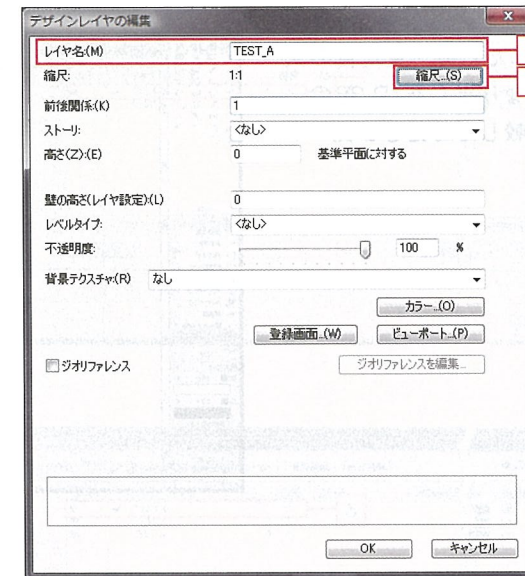 デザインレイヤの編集
レイヤ名:(M) TEST_A
縮尺: 1:1 縮尺...(S)
前後関係:(K) 1
ストーリ: <なし>
高さ(Z):(E) 0 基準平面に対する
壁の高さ(レイヤ設定):(L) 0
レベルタイプ: <なし>
不透明度: 100 %
背景テクスチャ:(R) なし
カラー...(O)
登録画面...(W) ビューポート...(P)
ジオリファレンス ジオリファレンスを編集...
OK キャンセル